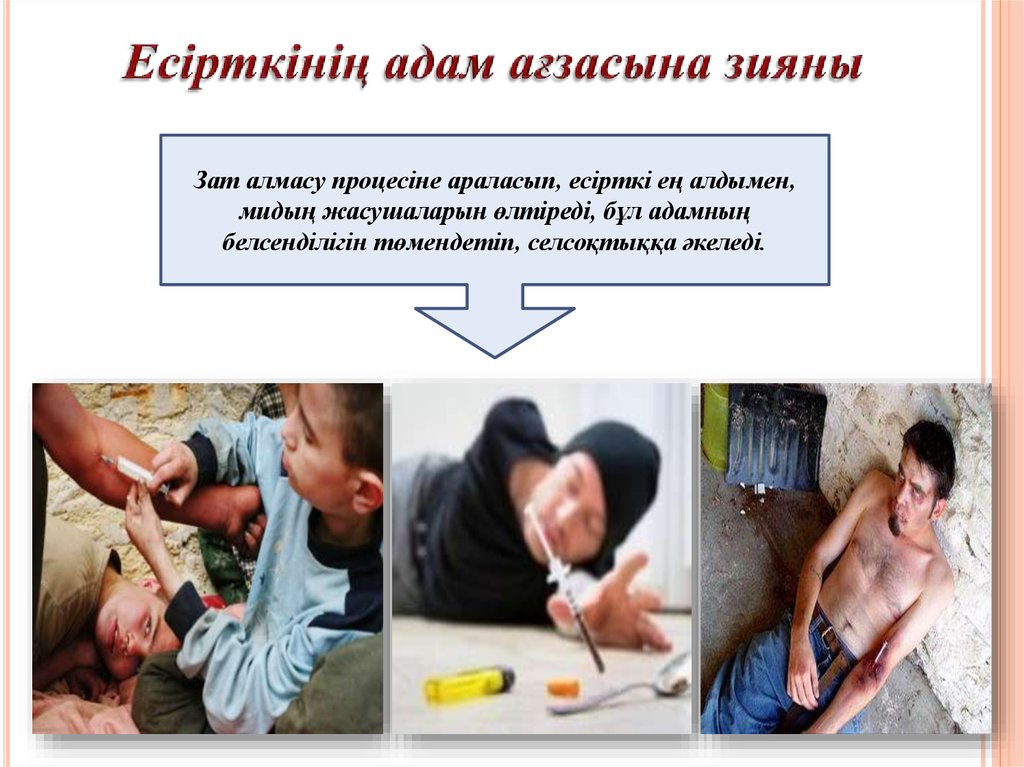 Есірткінің адам ағзасына зияны
Зат алмасу процесіне араласып, есірткі ең алдымен,
мидың жасушаларын өлтіреді, бұл адамның
белсенділігін төмендетіп, селсоқтыққа әкеледі.